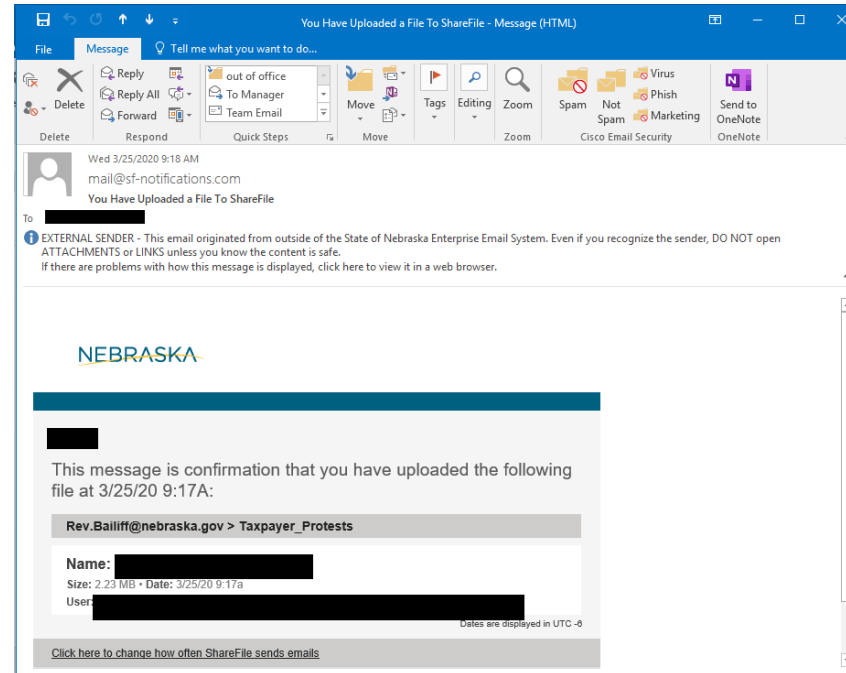 You Have Uploaded a File To ShareFile - Message (HTML)
File Message Tell me what you want to do...
Delete
Reply
Reply All
Forward
out of office
To Manager
Team Email
Move
Tags
Editing
Zoom
Spam
Not Spam
Virus
Phish
Marketing
Send to OneNote
Delete Respond Quick Steps Move Zoom Cisco Email Security OneNote
Wed 3/25/2020 9:18 AM
mail@sf-notifications.com
You Have Uploaded a File To ShareFile
To
EXTERNAL SENDER - This email originated from outside of the State of Nebraska Enterprise Email System. Even if you recognize the sender, DO NOT open
ATTACHMENTS or LINKS unless you know the content is safe.
If there are problems with how this message is displayed, click here to view it in a web browser.
NEBRASKA
This message is confirmation that you have uploaded the following
file at 3/25/20 9:17A:
Rev.Bailiff@nebraska.gov > Taxpayer_Protests
Name:
Size: 2.23 MB • Date: 3/25/20 9:17a
User:
Dates are displayed in UTC -6
Click here to change how often ShareFile sends emails